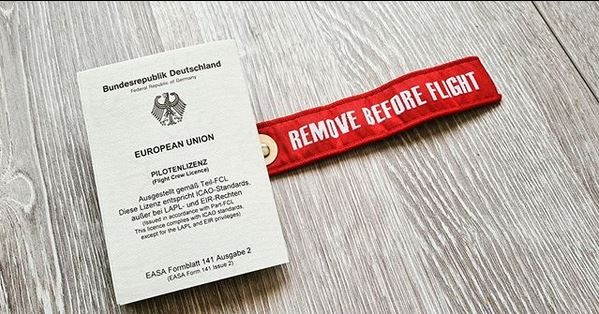 Bundesrepublik Deutschland
Federal Republic of Germany
EUROPEAN UNION
PILOTENLIZENZ
(Flight Crew Licence)
Ausgestellt gemäß Teil-FCL
Diese Lizenz entspricht ICAO-Standards,
außer bei LAPL- und EIR-Rechten
(Issued in accordance with Part-FCL
This licence complies with ICAO standards,
except for the LAPL and EIR privileges)
EASA Formblatt 141 Ausgabe 2
(EASA Form 141 Issue 2)
REMOVE BEFORE FLIGHT